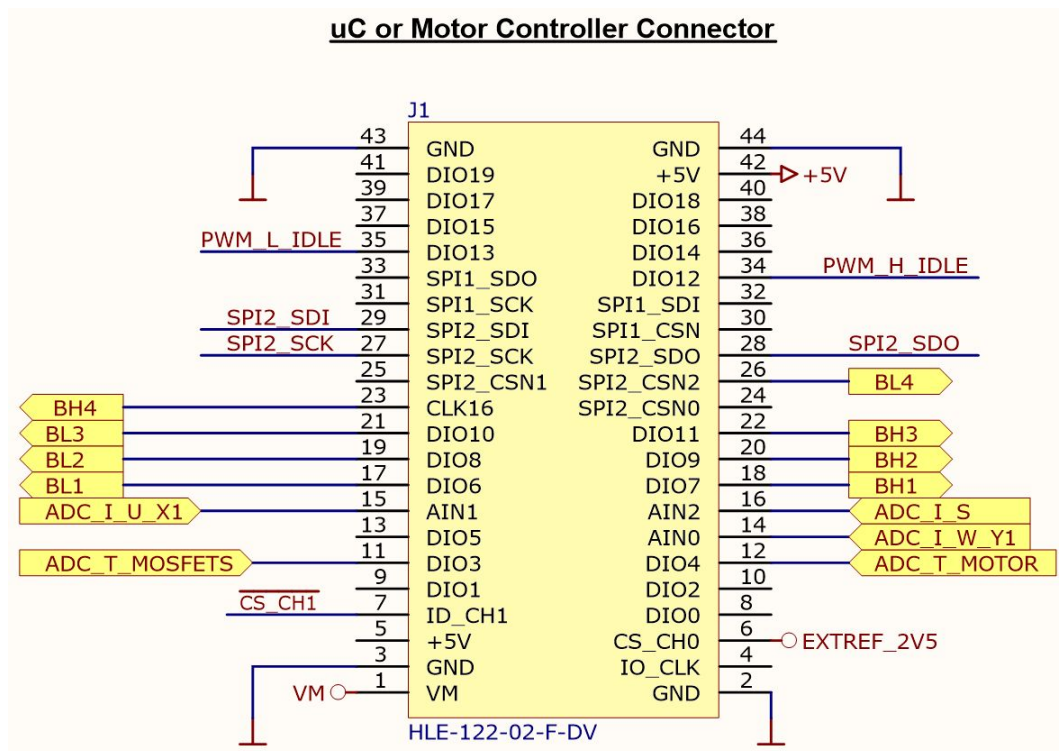 uC or Motor Controller Connector
J1
43 GND GND 44
41 DIO19 +5V 42 +5V
39 DIO17 DIO18 40
37 DIO15 DIO16 38
PWM_L_IDLE 35 DIO13 DIO14 36
33 SPI1_SDO DIO12 34 PWM_H_IDLE
31 SPI1_SCK SPI1_SDI 32
SPI2_SDI 29 SPI2_SDI SPI1_CSN 30
SPI2_SCK 27 SPI2_SCK SPI2_SDO 28 SPI2_SDO
25 SPI2_CSN1 SPI2_CSN2 26 BL4
BH4 23 CLK16 SPI2_CSN0 24
BL3 21 DIO10 DIO11 22 BH3
BL2 19 DIO8 DIO9 20 BH2
BL1 17 DIO6 DIO7 18 BH1
ADC_I_U_X1 15 AIN1 AIN2 16 ADC_I_S
13 DIO5 AIN0 14 ADC_I_W_Y1
ADC_T_MOSFETS 11 DIO3 DIO4 12 ADC_T_MOTOR
9 DIO1 DIO2 10
CS_CH1 7 ID_CH1 DIO0 8
5 +5V CS_CH0 6 EXTREF_2V5
3 GND IO_CLK 4
VM 1 VM GND 2
HLE-122-02-F-DV